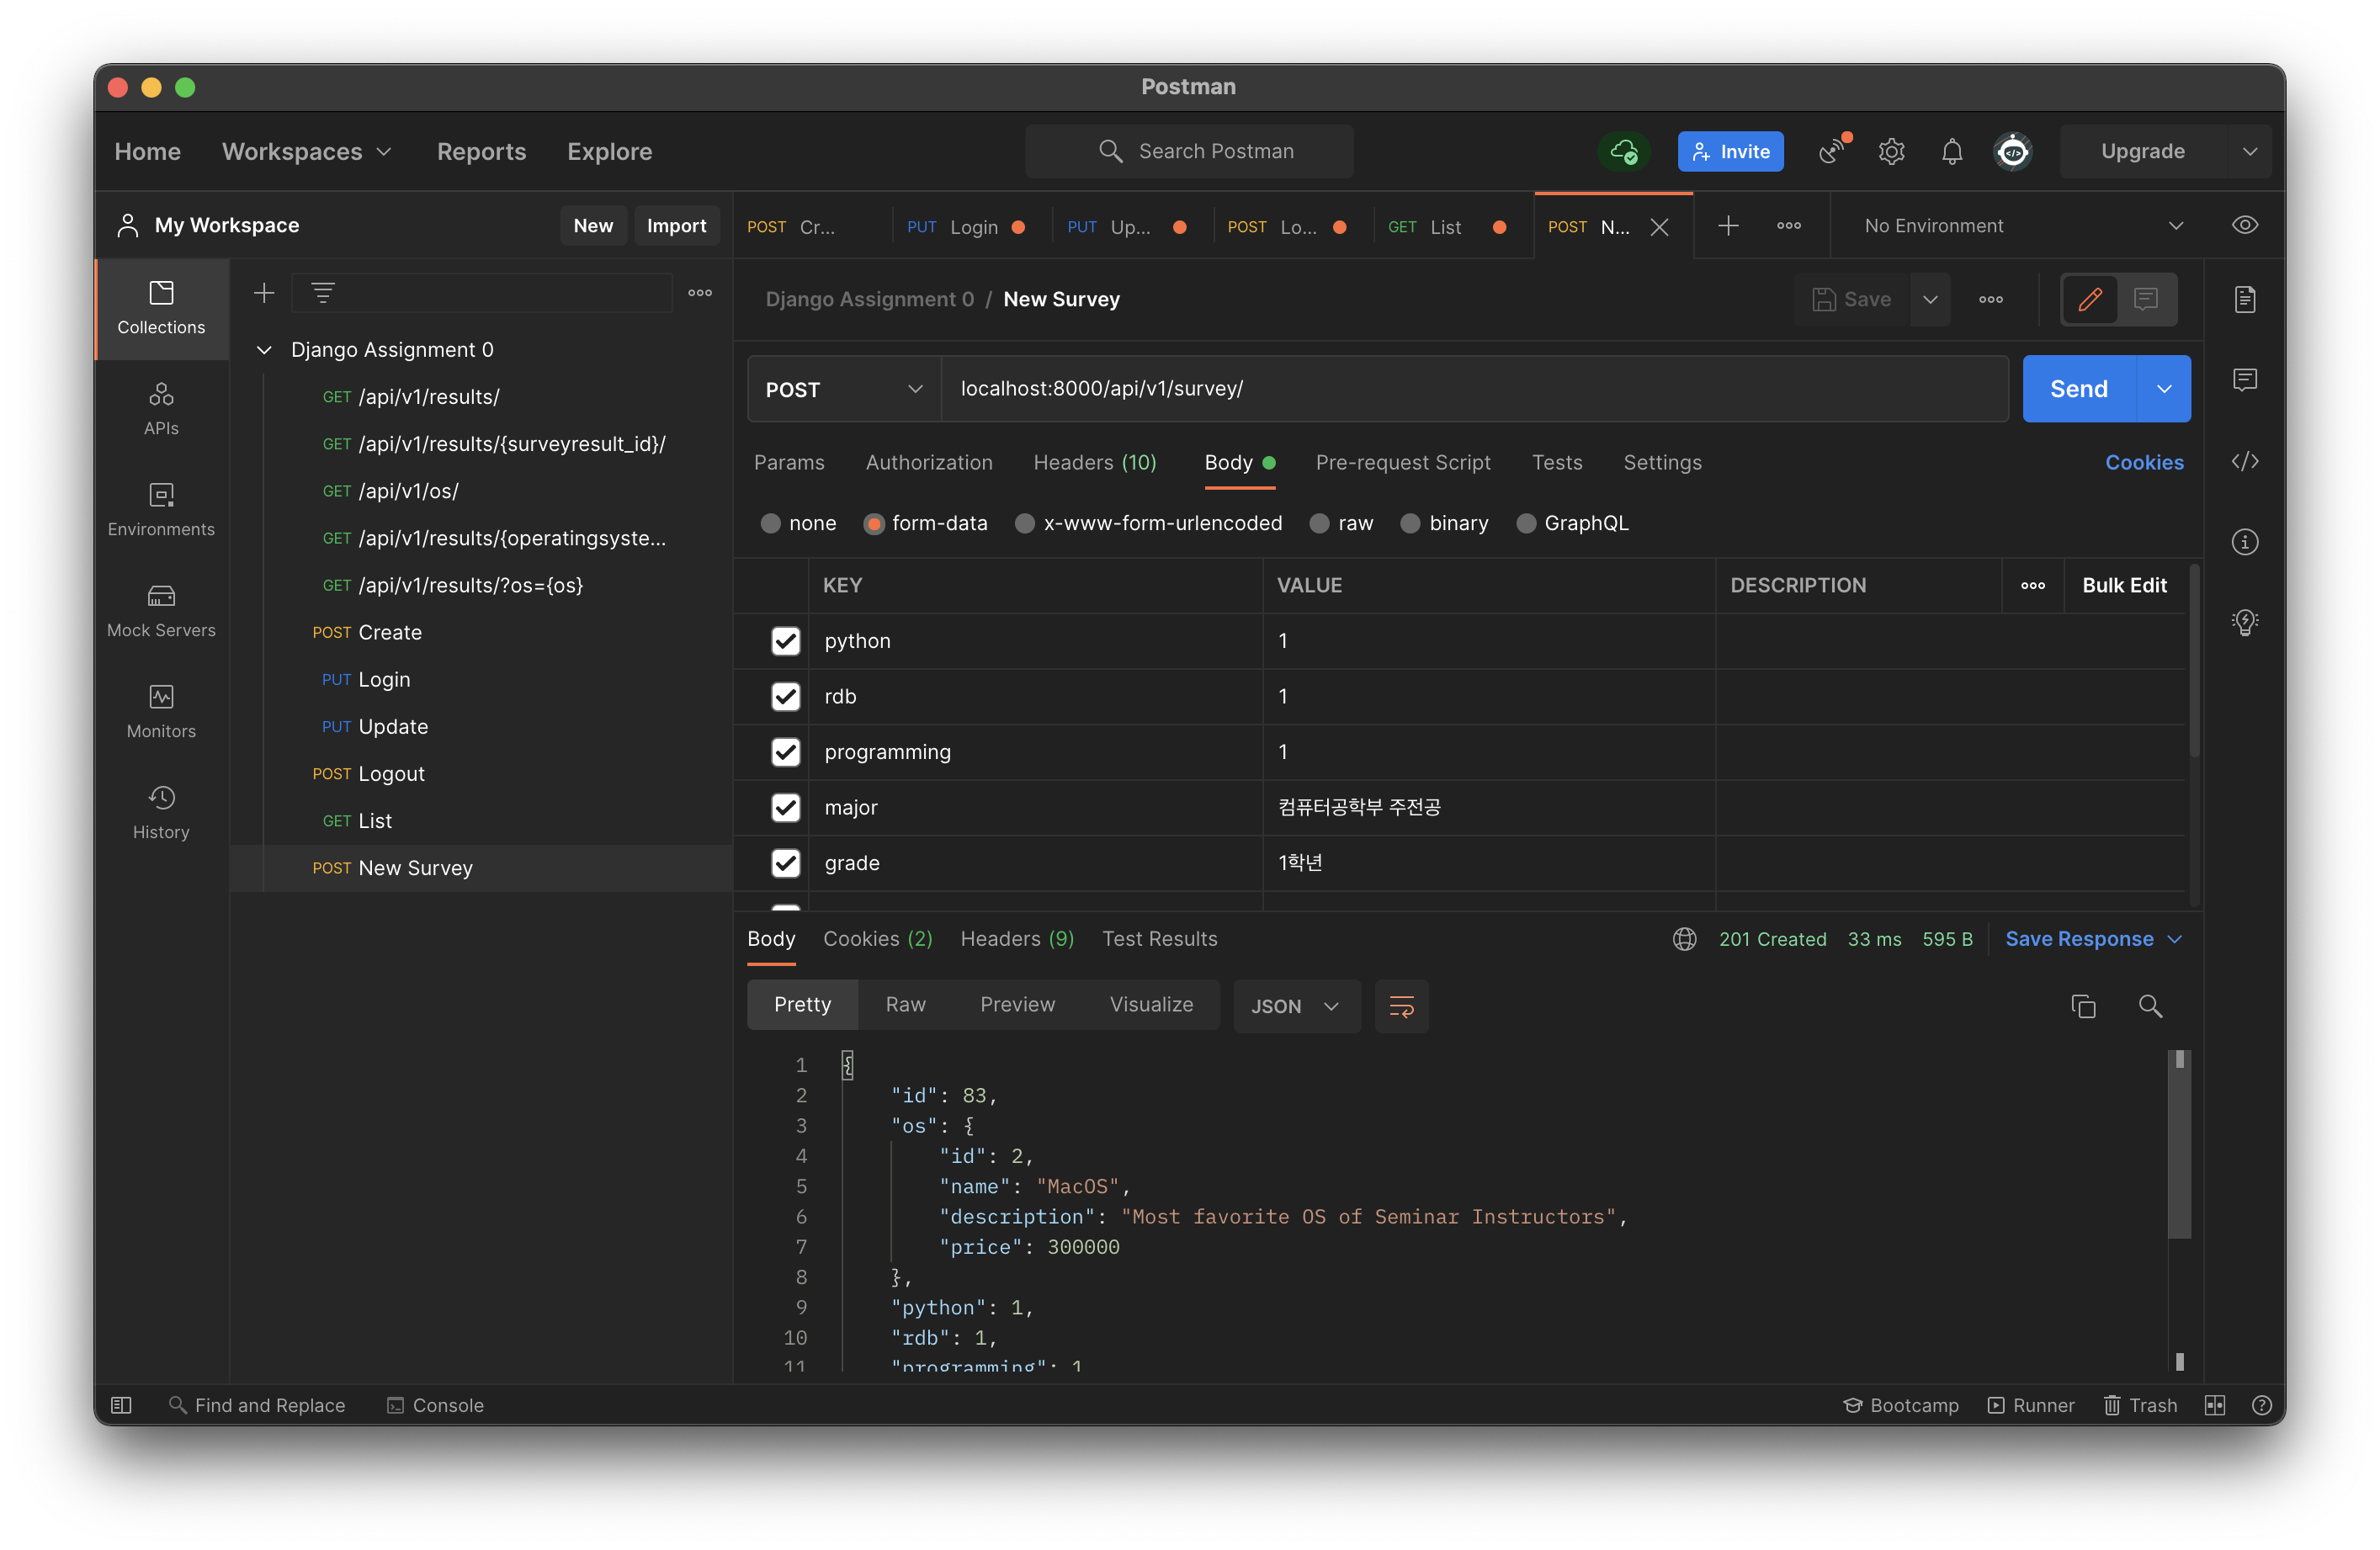 Postman
Home Workspaces Reports Explore Search Postman Invite Upgrade
My Workspace New Import
POST Cr... PUT Login PUT Up... POST Lo... GET List POST N... No Environment
Collections
APIs
Environments
Mock Servers
Monitors
History
Django Assignment 0
GET /api/v1/results/
GET /api/v1/results/{surveyresult_id}/
GET /api/v1/os/
GET /api/v1/results/{operatingsyste...
GET /api/v1/results/?os={os}
POST Create
PUT Login
PUT Update
POST Logout
GET List
POST New Survey
Django Assignment 0 / New Survey Save
POST localhost:8000/api/v1/survey/ Send
Params Authorization Headers (10) Body Pre-request Script Tests Settings Cookies
none form-data x-www-form-urlencoded raw binary GraphQL
KEY VALUE DESCRIPTION Bulk Edit
python 1
rdb 1
programming 1
major 컴퓨터공학부 주전공
grade 1학년
Body Cookies (2) Headers (9) Test Results 201 Created 33 ms 595 B Save Response
Pretty Raw Preview Visualize JSON
1 {
2 "id": 83,
3 "os": {
4 "id": 2,
5 "name": "MacOS",
6 "description": "Most favorite OS of Seminar Instructors",
7 "price": 300000
8 },
9 "python": 1,
10 "rdb": 1,
11 "programming": 1
Find and Replace Console Bootcamp Runner Trash